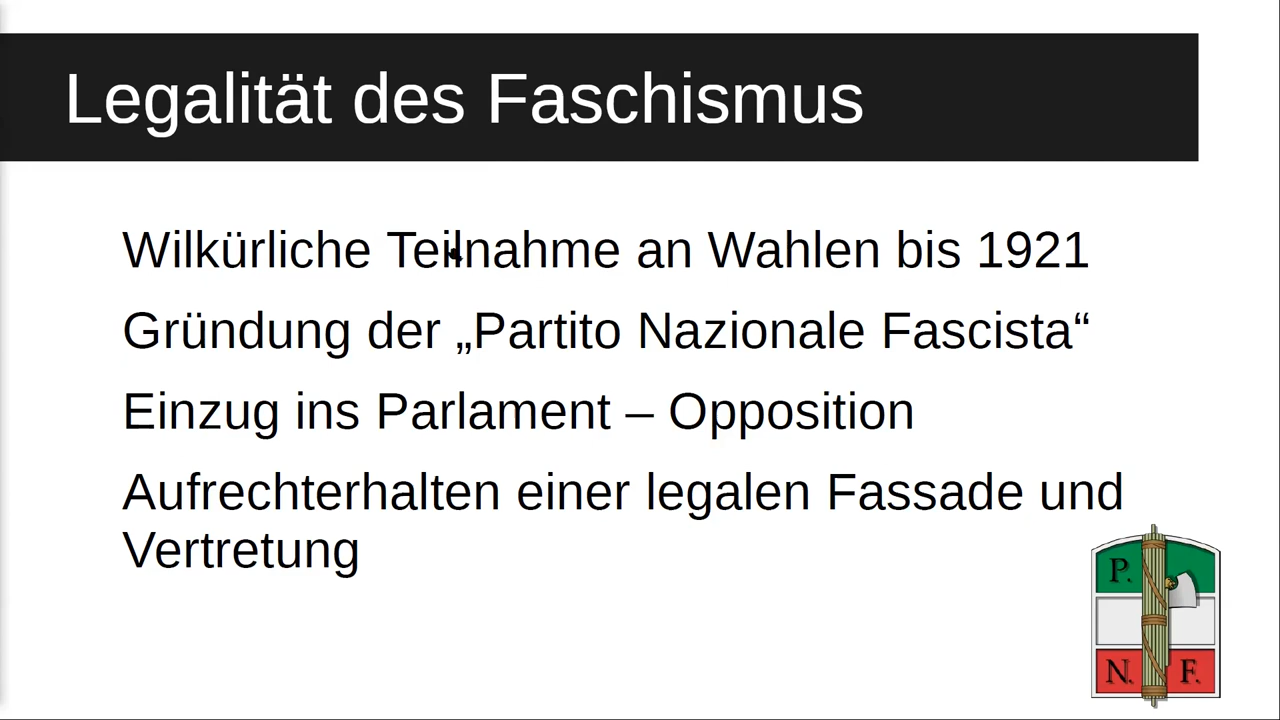 Legalität des Faschismus
Wilkürliche Teilnahme an Wahlen bis 1921
Gründung der „Partito Nazionale Fascista“
Einzug ins Parlament – Opposition
Aufrechterhalten einer legalen Fassade und
Vertretung
P.
N. F.